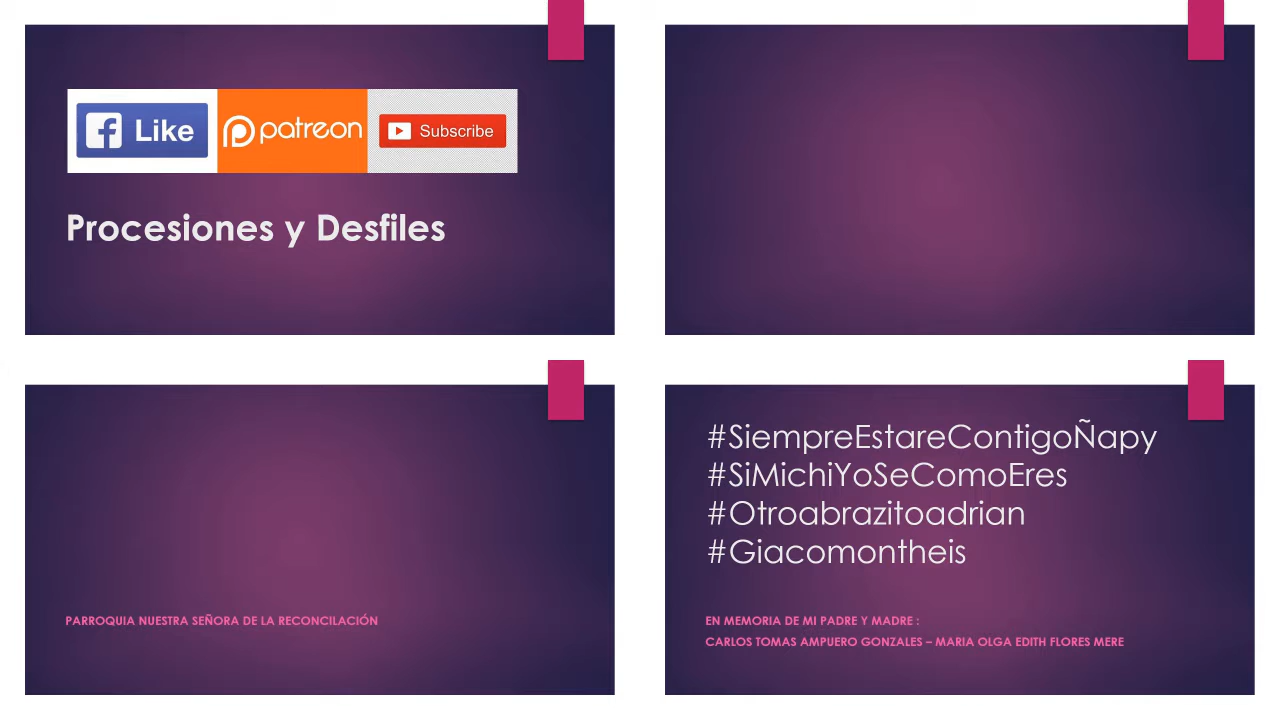 Like
patreon
Subscribe
Procesiones y Desfiles
PARROQUIA NUESTRA SEÑORA DE LA RECONCILACIÓN
#SiempreEstareContigoÑapy
#SiMichiYoSeComoEres
#Otroabrazitoadrian
#Giacomontheis
EN MEMORIA DE MI PADRE Y MADRE :
CARLOS TOMAS AMPUERO GONZALES – MARIA OLGA EDITH FLORES MERE